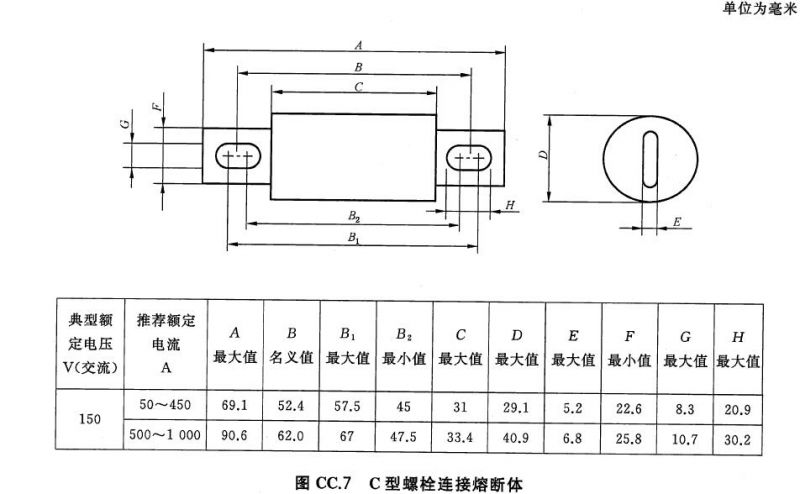 单位为毫米
A
B
C
F
G
D
H
E
B₂
B₁
典型额定电压 V(交流) 推荐额定电流 A A 最大值 B 名义值 B₁ 最大值 B₂ 最小值 C 最大值 D 最大值 E 最大值 F 最小值 G 最大值 H 最大值
150 50～450 69.1 52.4 57.5 45 31 29.1 5.2 22.6 8.3 20.9
500～1 000 90.6 62.0 67 47.5 33.4 40.9 6.8 25.8 10.7 30.2
图 CC.7 C 型螺栓连接熔断体